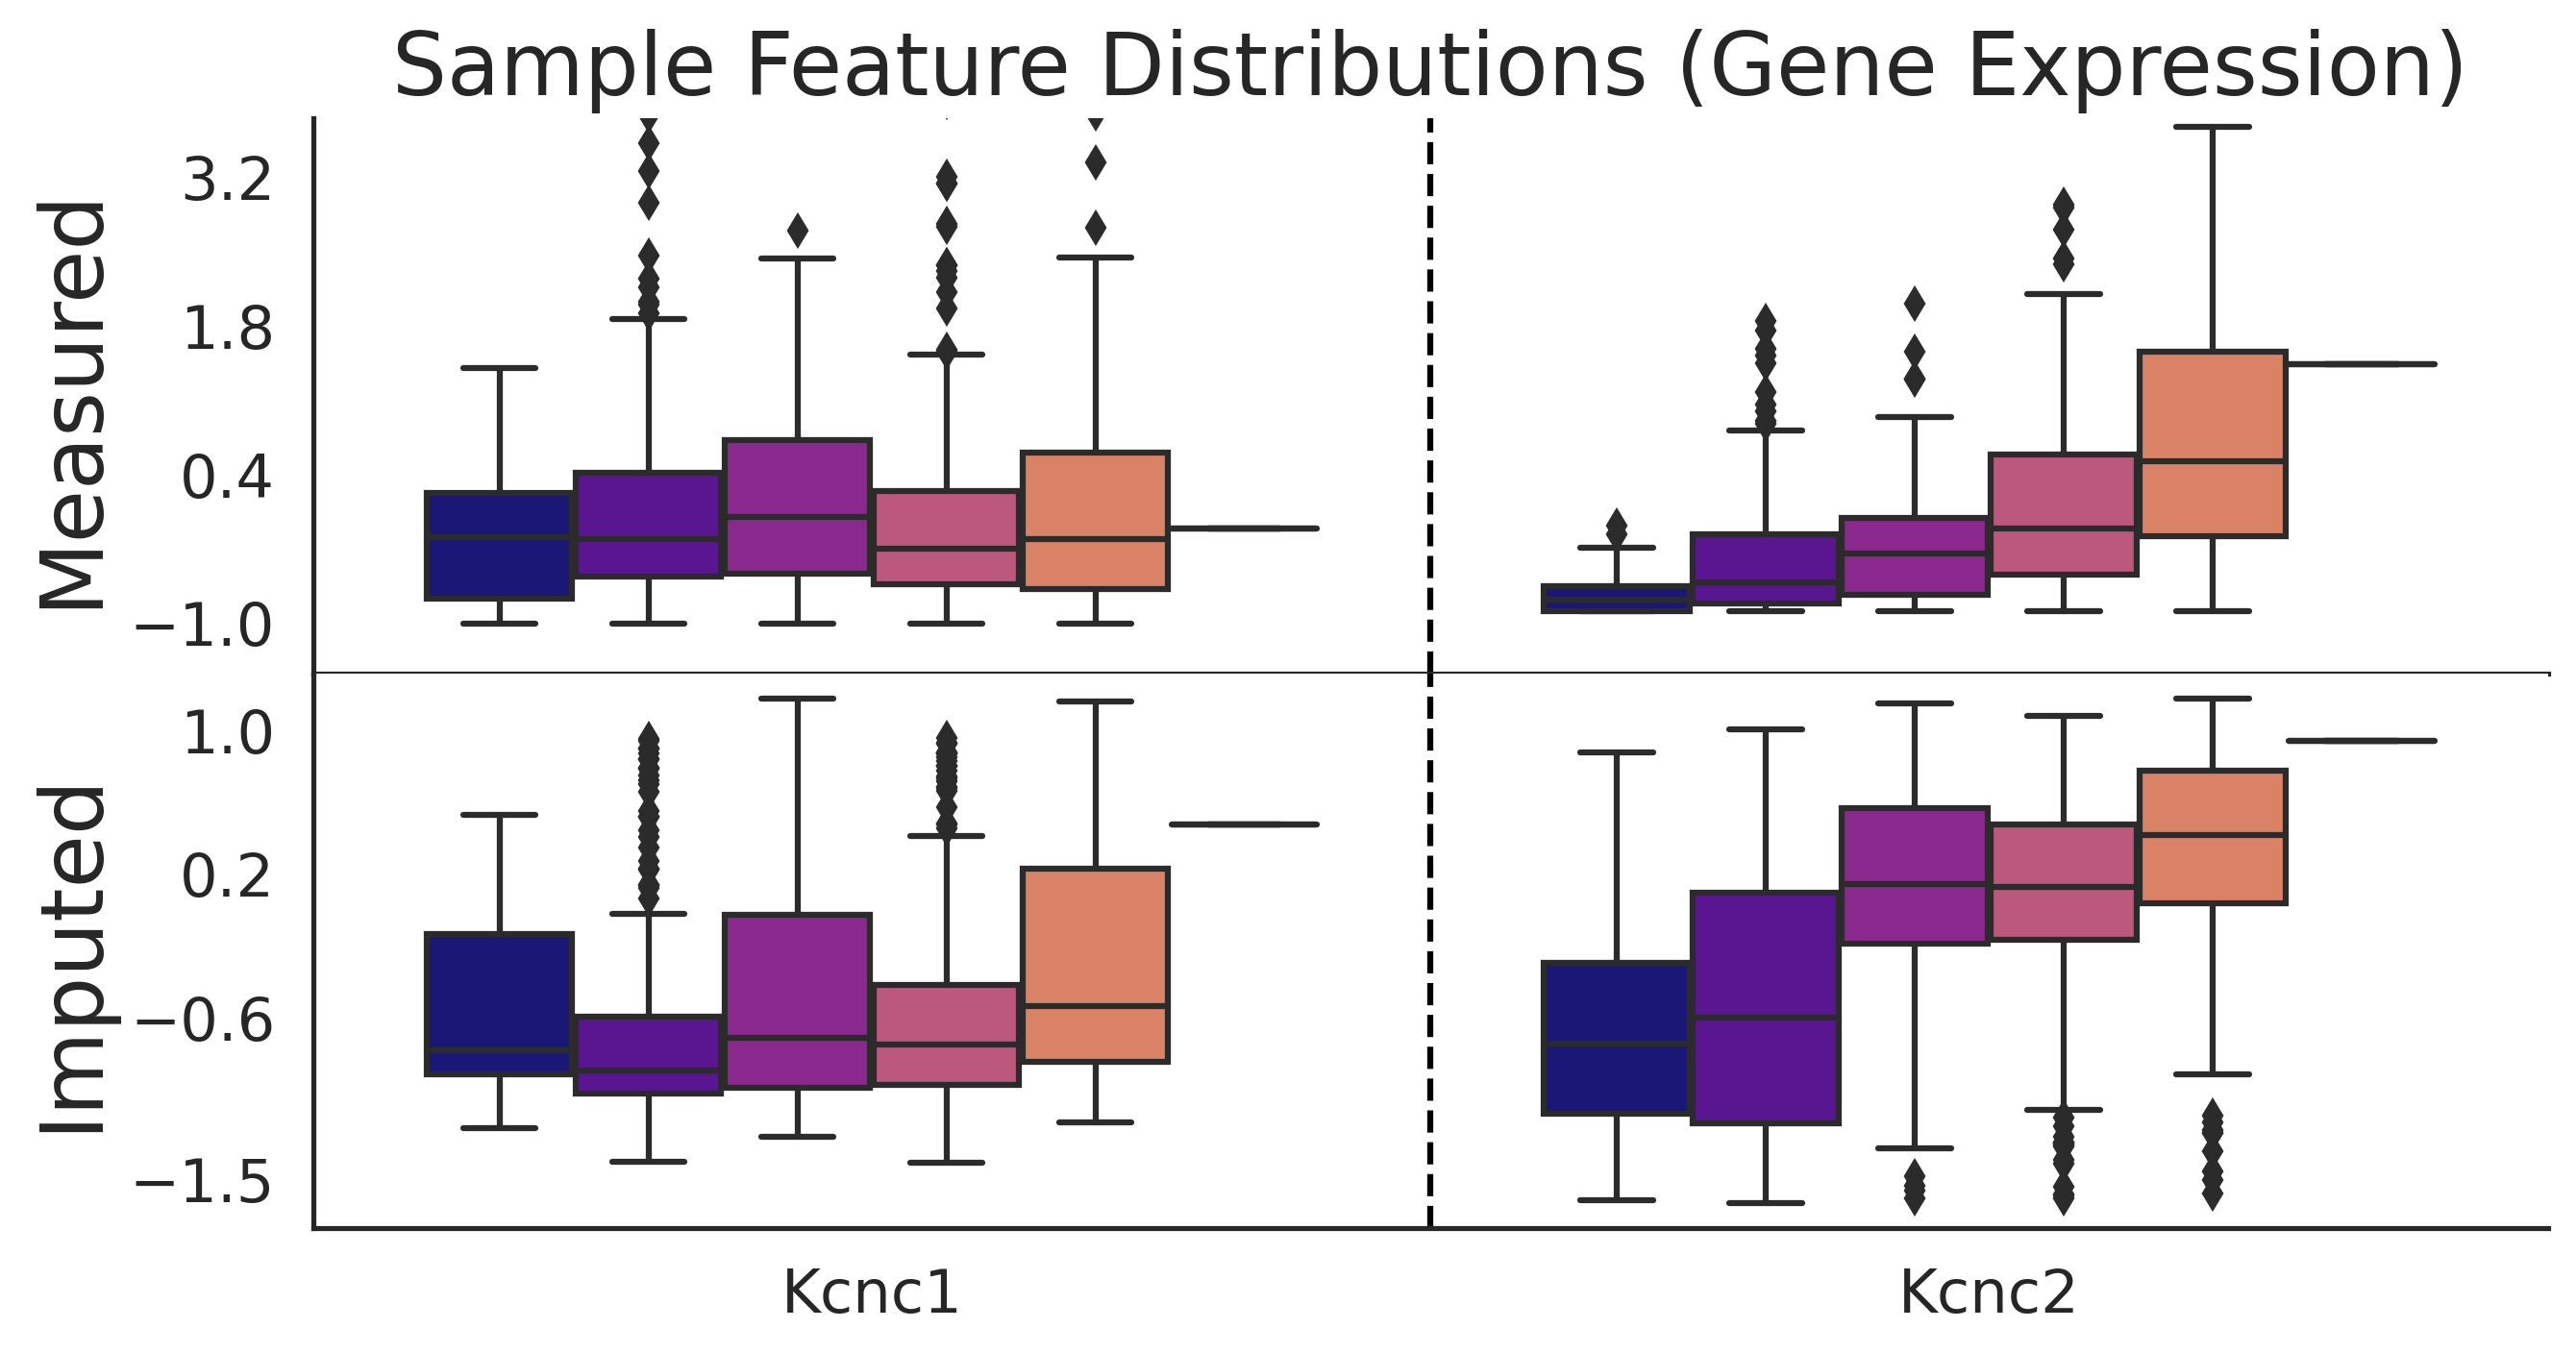 Sample Feature Distributions (Gene Expression)
Measured
3.2
1.8
0.4
−1.0
Imputed
1.0
0.2
−0.6
−1.5
Kcnc1
Kcnc2